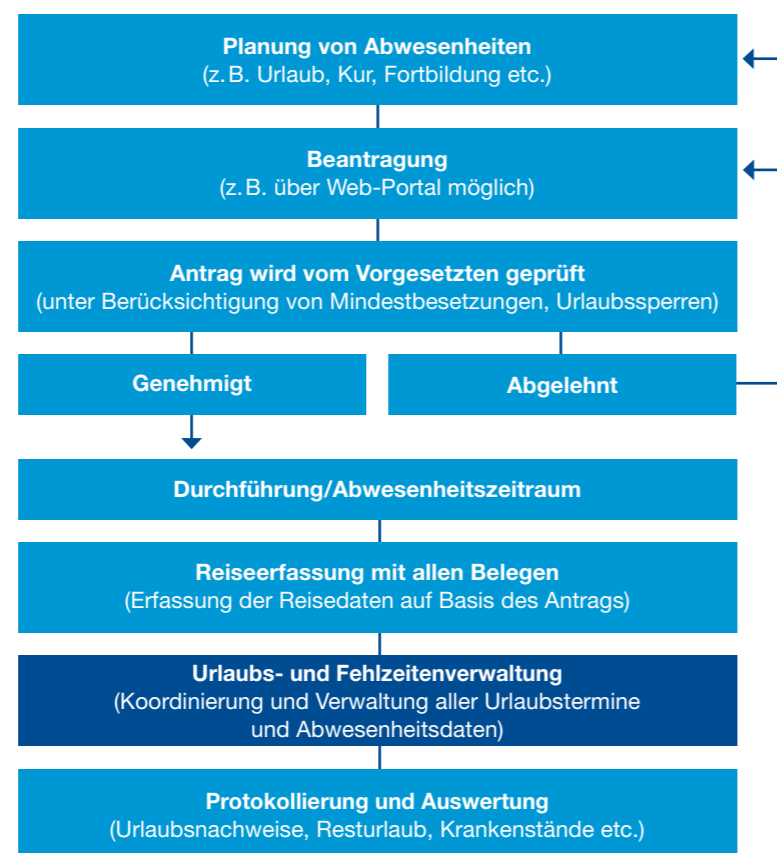 Planung von Abwesenheiten
(z. B. Urlaub, Kur, Fortbildung etc.)
Beantragung
(z. B. über Web-Portal möglich)
Antrag wird vom Vorgesetzten geprüft
(unter Berücksichtigung von Mindestbesetzungen, Urlaubssperren)
Genehmigt
Abgelehnt
Durchführung/Abwesenheitszeitraum
Reiseerfassung mit allen Belegen
(Erfassung der Reisedaten auf Basis des Antrags)
Urlaubs- und Fehlzeitenverwaltung
(Koordinierung und Verwaltung aller Urlaubstermine
und Abwesenheitsdaten)
Protokollierung und Auswertung
(Urlaubsnachweise, Resturlaub, Krankenstände etc.)